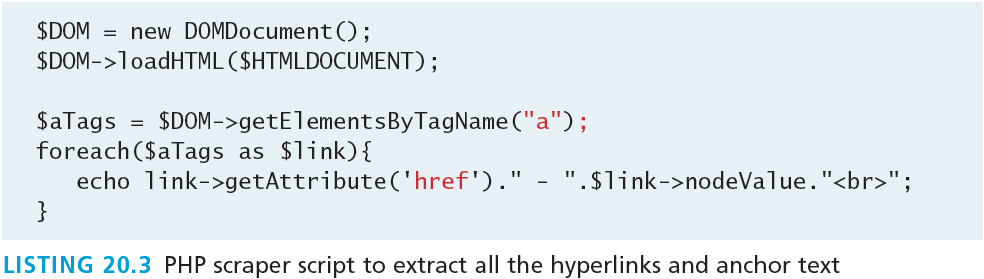 $DOM = new DOMDocument();
$DOM->loadHTML($HTMLDOCUMENT);
$aTags = $DOM->getElementsByTagName("a");
foreach($aTags as $link){
echo link->getAttribute('href')." - ".$link->nodeValue."<br>";
}
LISTING 20.3 PHP scraper script to extract all the hyperlinks and anchor text